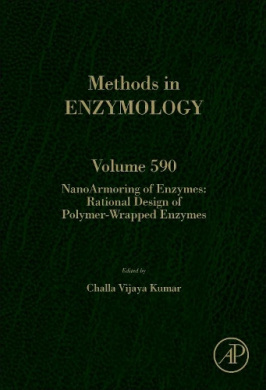 Methods in
ENZYMOLOGY
Volume 590
NanoArmoring of Enzymes:
Rational Design of
Polymer-Wrapped Enzymes
Edited by
Challa Vijaya Kumar
AP